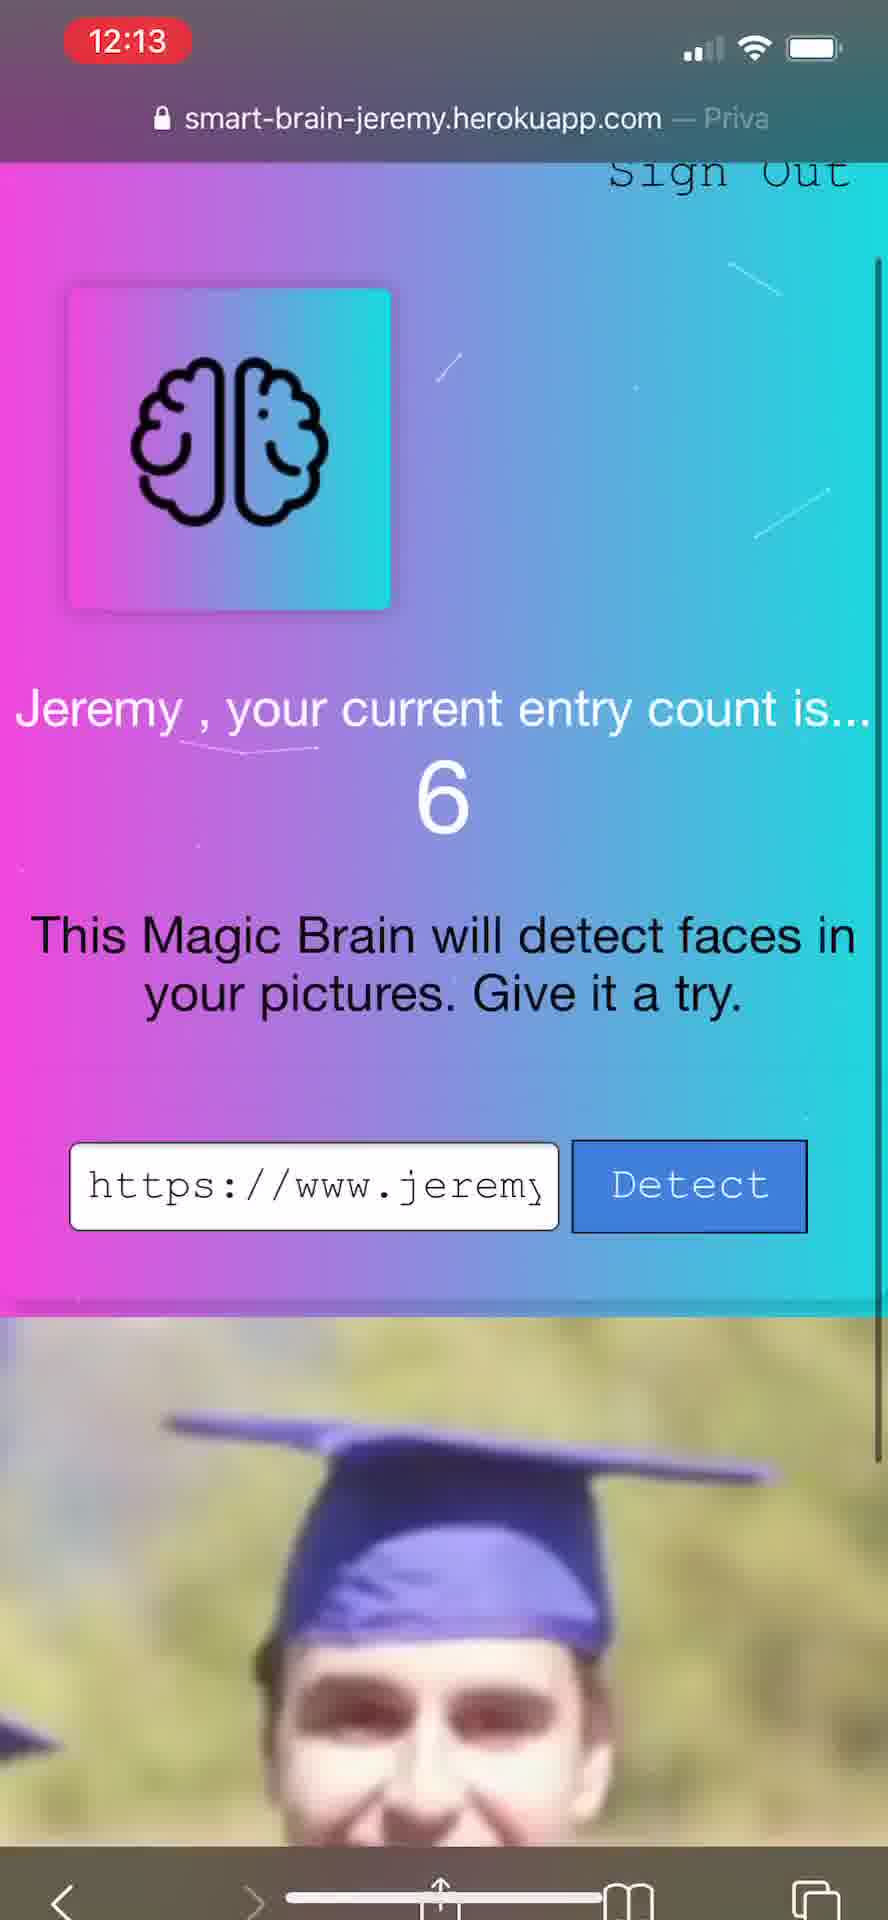 12:13
smart-brain-jeremy.herokuapp.com — Priva
Sign Out
Jeremy , your current entry count is...
6
This Magic Brain will detect faces in
your pictures. Give it a try.
https://www.jeremy
Detect